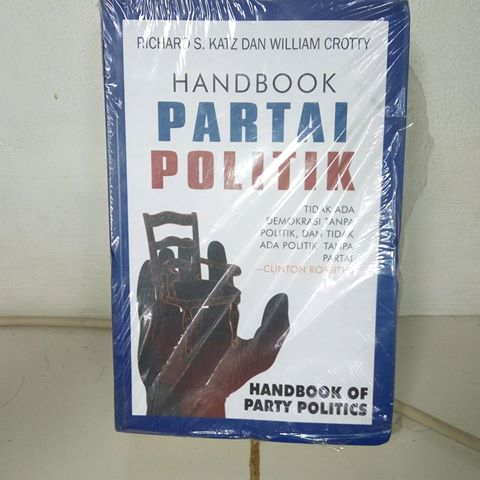 RICHARD S. KATZ DAN WILLIAM CROTTY
HANDBOOK
PARTAI
POLITIK
TIDAK ADA
DEMOKRASI TANPA
POLITIK, DAN TIDAK
ADA POLITIK TANPA
PARTAI
—CLINTON
HANDBOOK OF
PARTY POLITICS